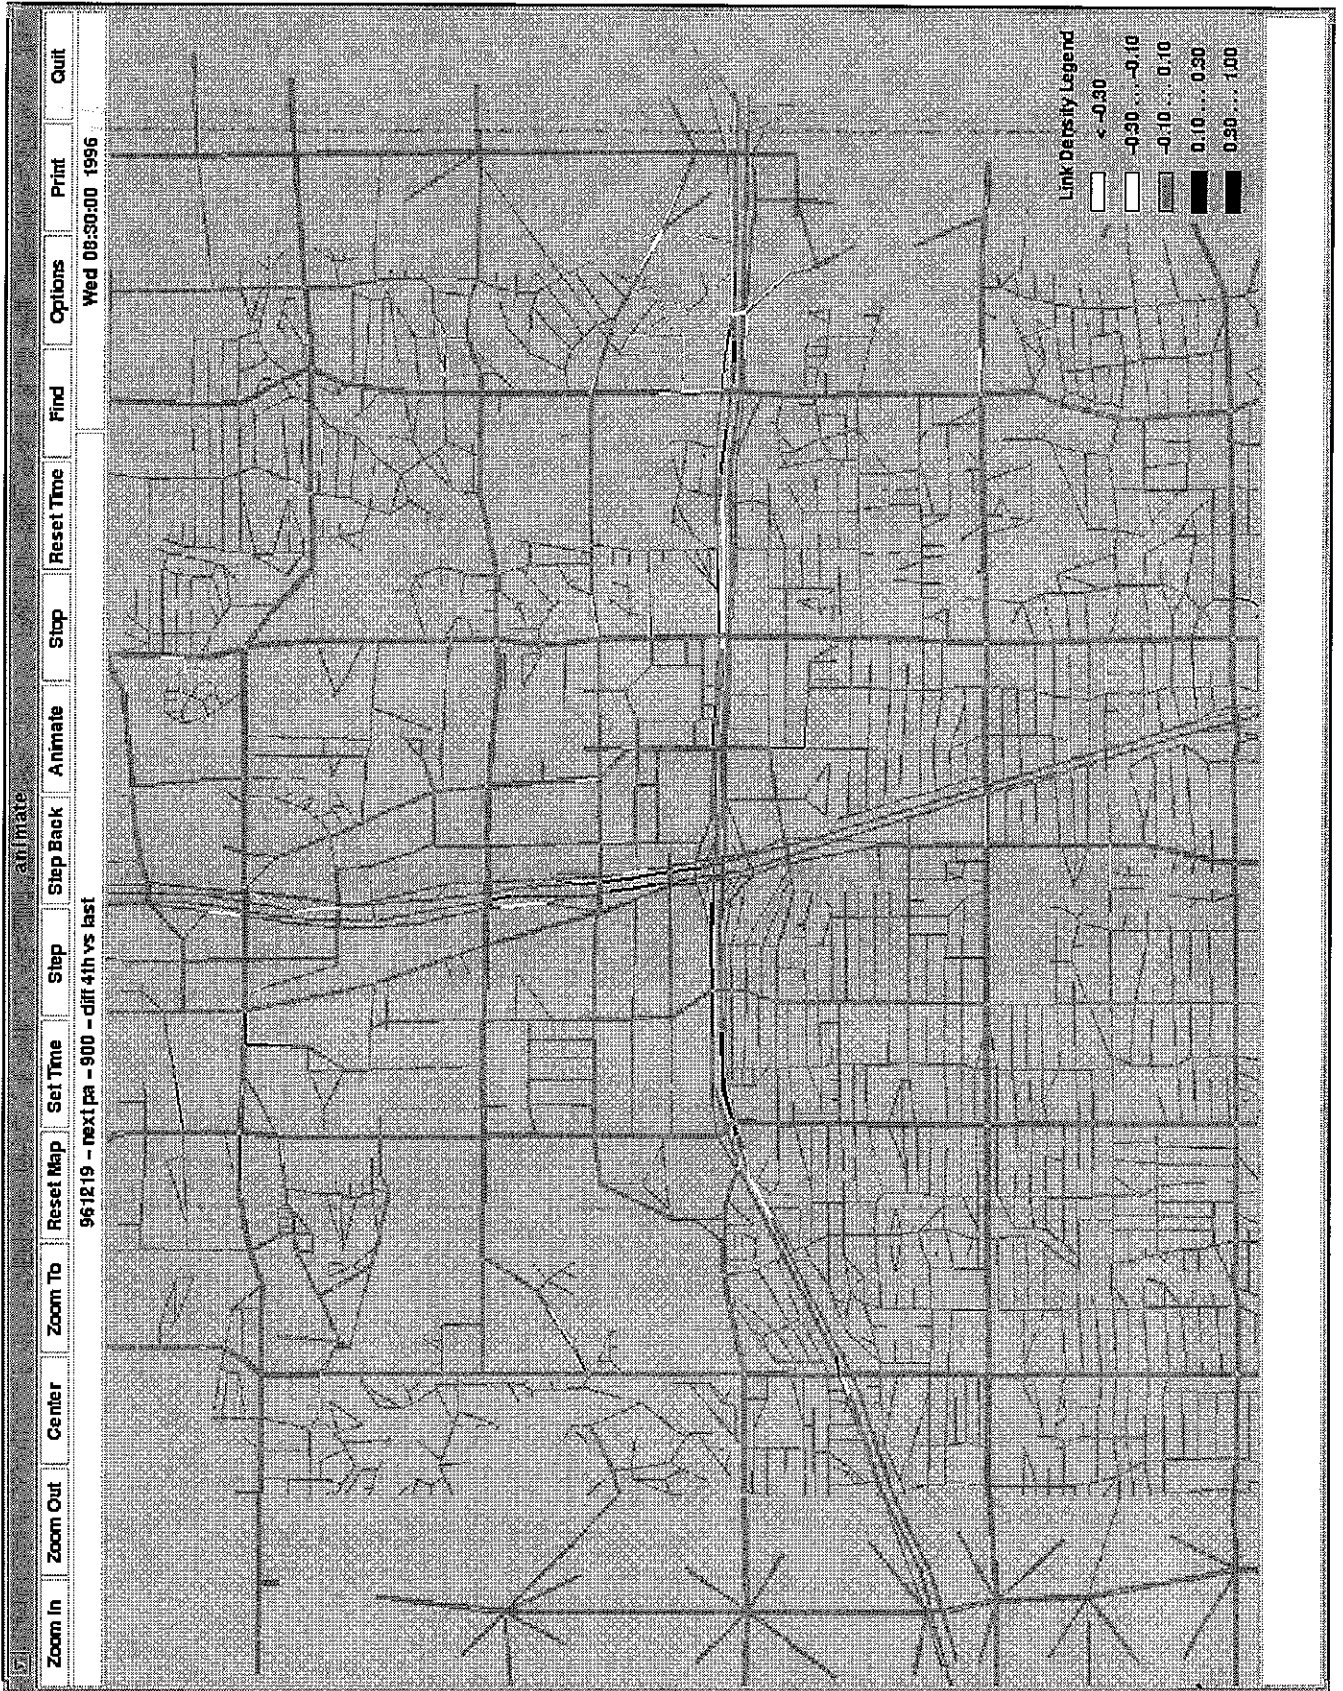 animate
Zoom In Zoom Out Center Zoom To Reset Map Set Time Step Step Back Animate Stop Reset Time Find Options Print Quit
961219 - next pa - 900 - diff 4th vs last Wed 08:30:00 1996
Link Density Legend
< -0.30
-0.30 .... -0.10
-0.10 .... 0.10
0.10 .... 0.30
0.30 .... 1.00